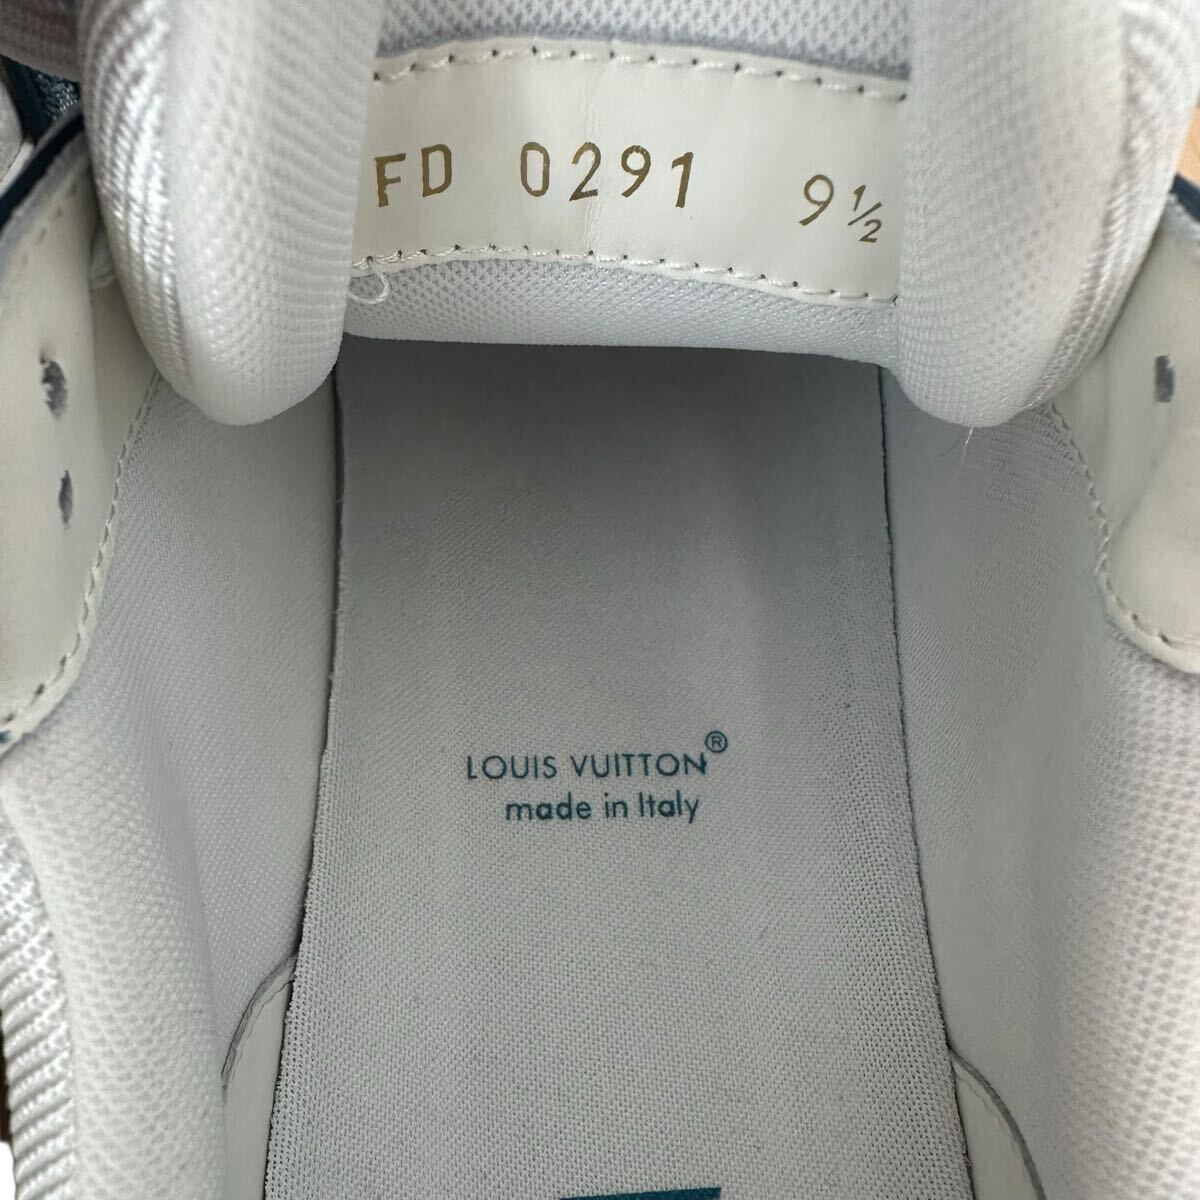 FD 0291 9½
LOUIS VUITTON®
made in Italy